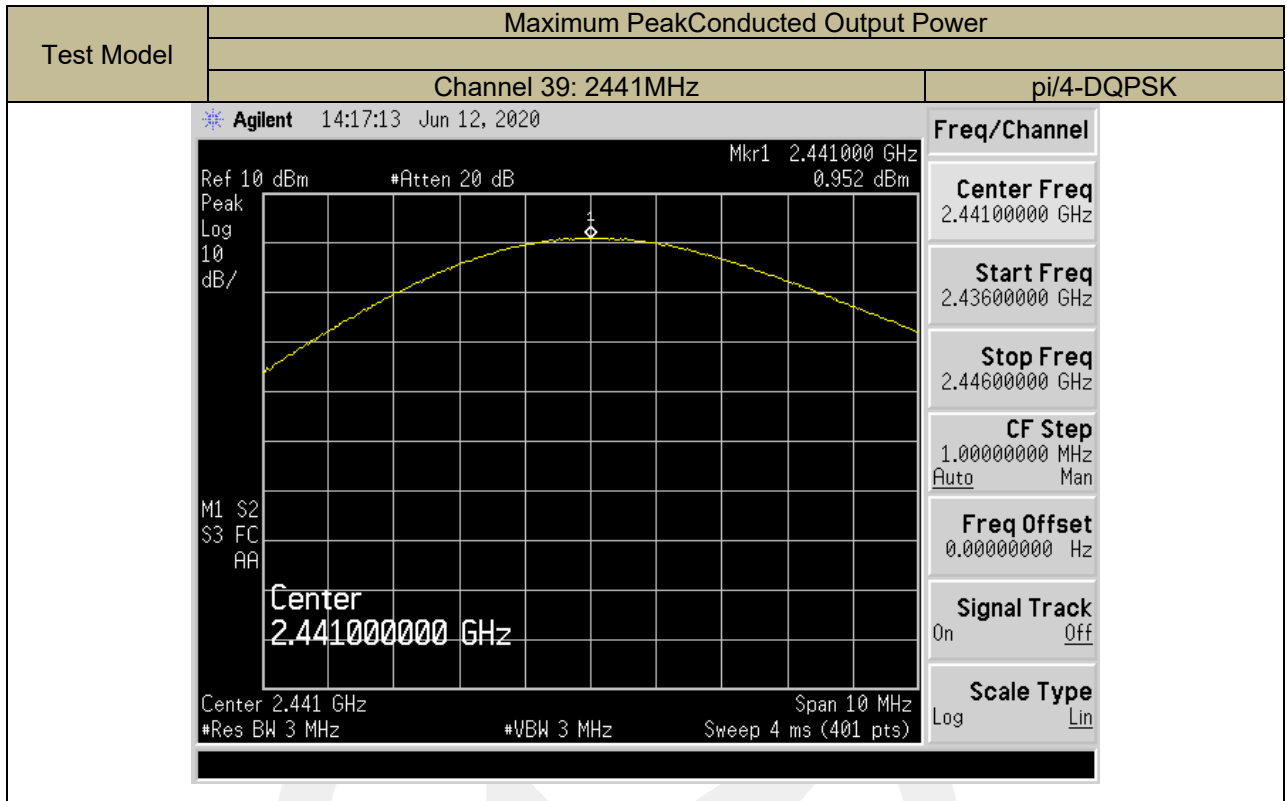 Test Model
Maximum PeakConducted Output Power
Channel 39: 2441MHz
pi/4-DQPSK
Agilent 14:17:13 Jun 12, 2020
Mkr1 2.441000 GHz
Ref 10 dBm #Atten 20 dB 0.952 dBm
Peak
Log
10
dB/
1
M1 S2
S3 FC
AA
Center
2.441000000 GHz
Center 2.441 GHz Span 10 MHz
#Res BW 3 MHz #VBW 3 MHz Sweep 4 ms (401 pts)
Freq/Channel
Center Freq
2.44100000 GHz
Start Freq
2.43600000 GHz
Stop Freq
2.44600000 GHz
CF Step
1.00000000 MHz
Auto Man
Freq Offset
0.00000000 Hz
Signal Track
On Off
Scale Type
Log Lin